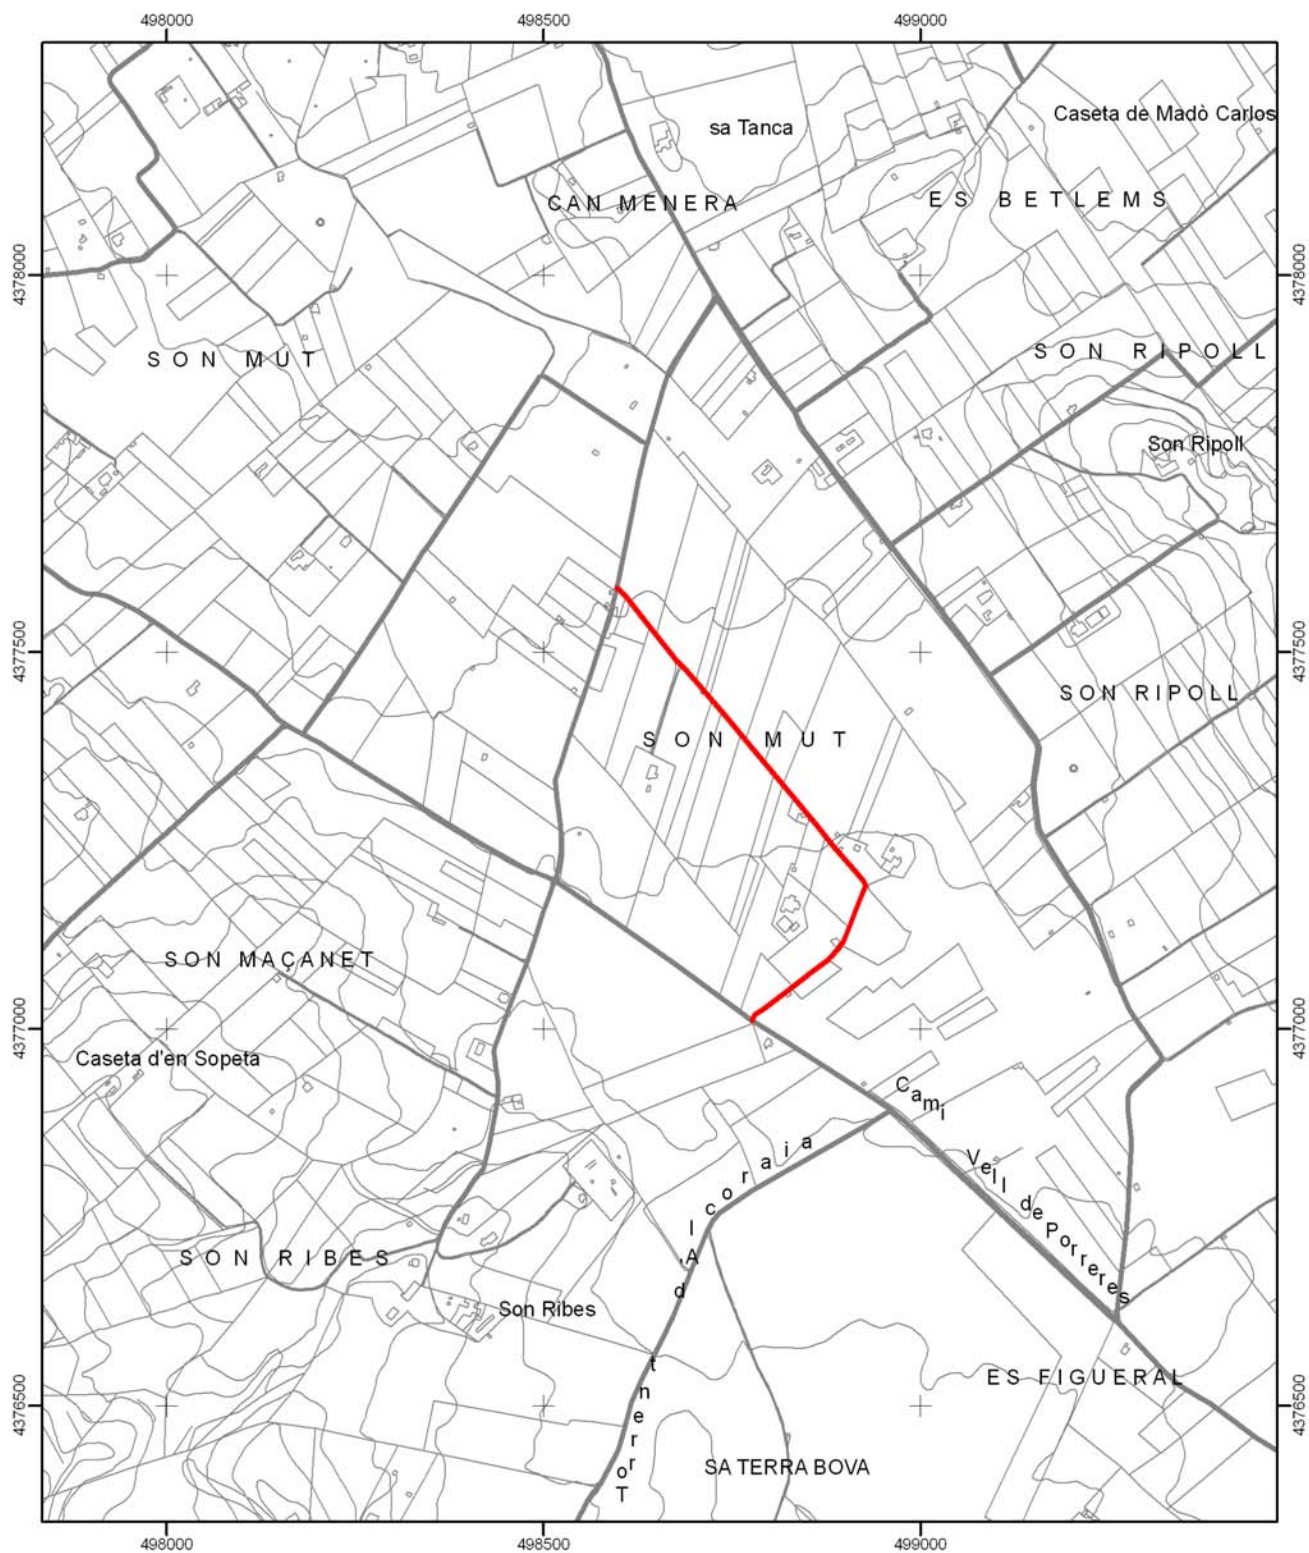 498000 498500 499000
sa Tanca
Caseta de Madò Carlos
CAN MENERA
ES BETLEMS
4378000
4378000
SON MUT
SON RIPOLL
Son Ripoll
4377500
4377500
SON RIPOLL
SON MUT
SON MAÇANET
4377000
4377000
Caseta d'en Sopeta
Cami Vell de Porreres
Torrent d'Alcoraia
SON RIBES
Son Ribes
ES FIGUERAL
4376500
4376500
SA TERRA BOVA
498000 498500 499000